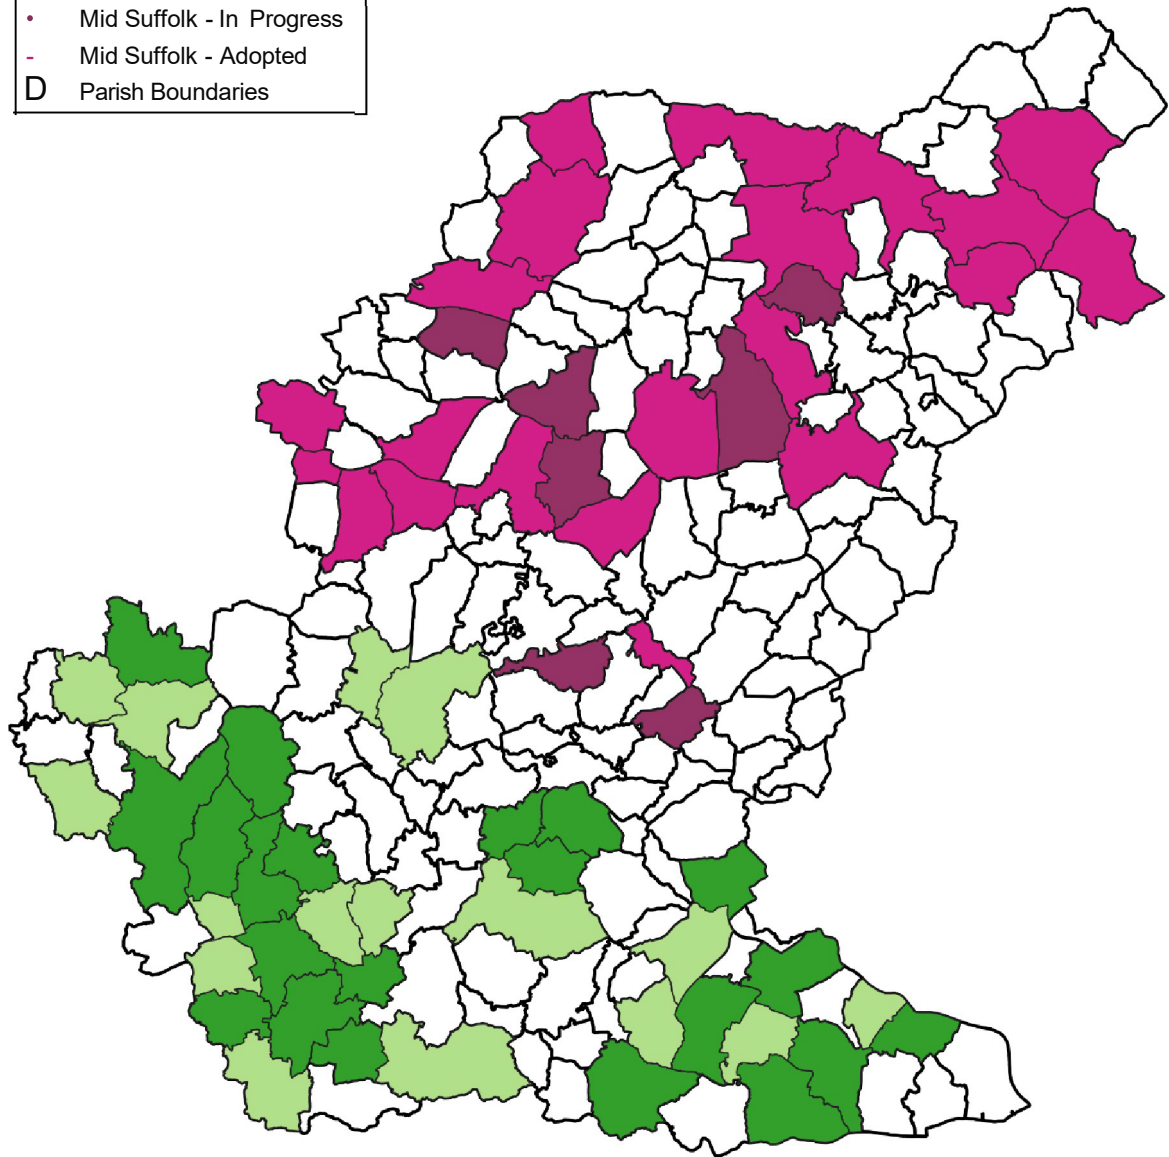 • Mid Suffolk - In Progress
- Mid Suffolk - Adopted
D Parish Boundaries